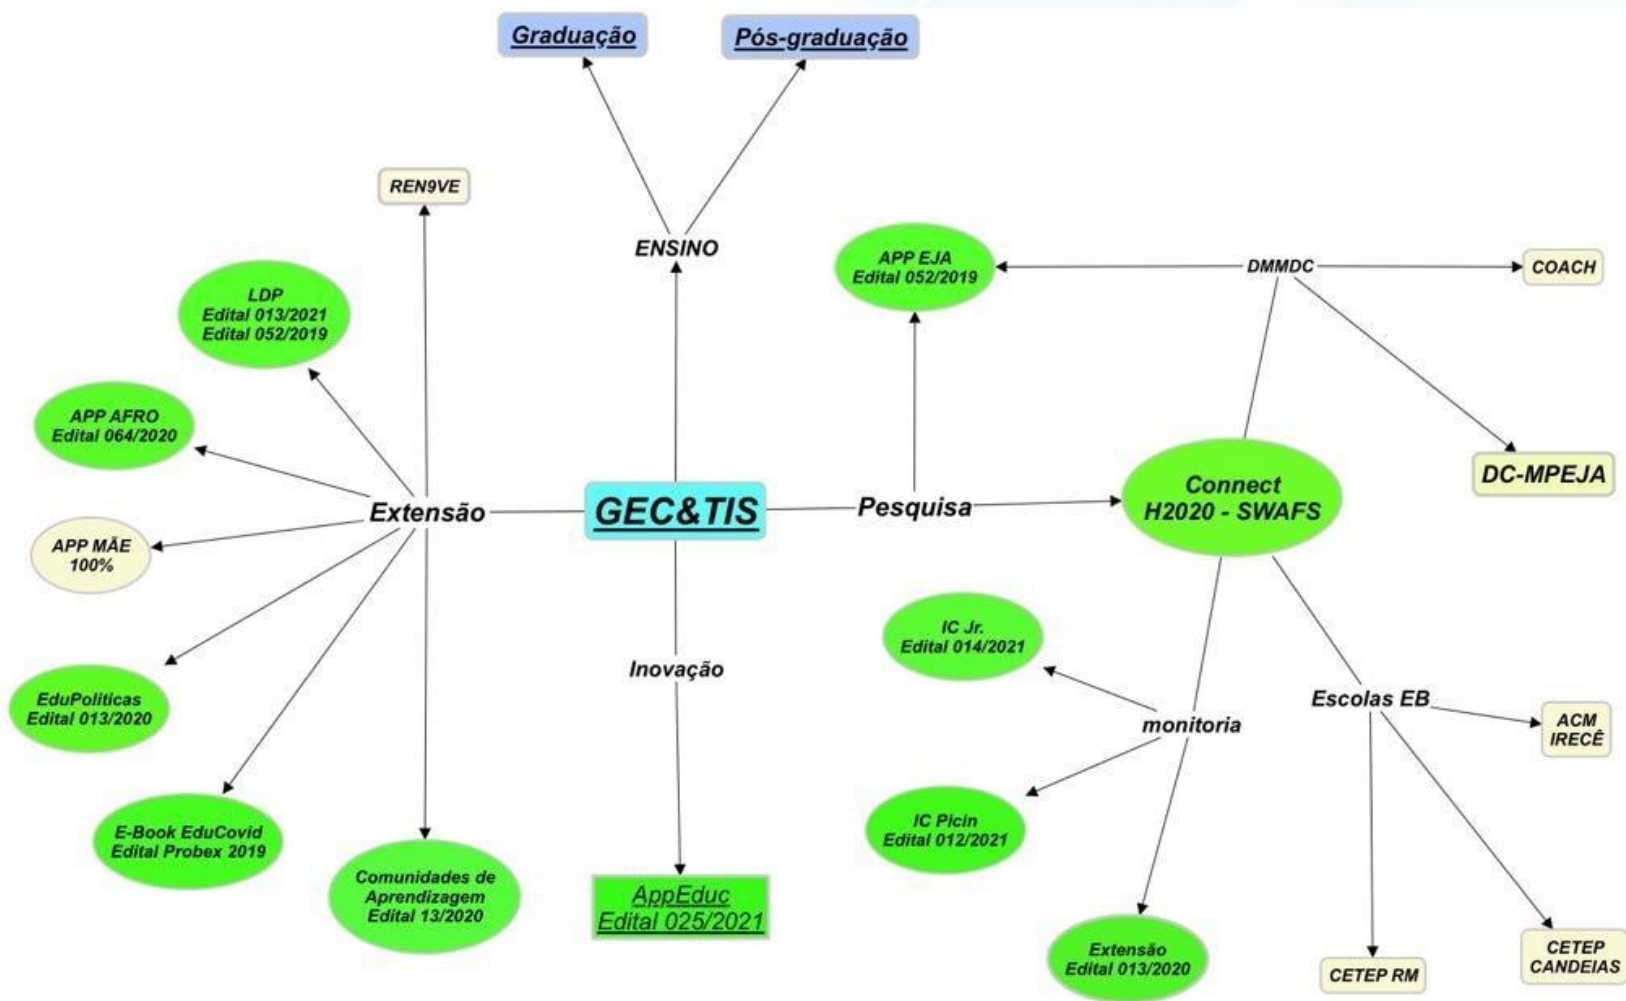 Graduação
Pós-graduação
REN9VE
ENSINO
APP EJA
Edital 052/2019
DMMDC
COACH
LDP
Edital 013/2021
Edital 052/2019
APP AFRO
Edital 064/2020
DC-MPEJA
Connect
H2020 - SWAFS
Extensão
GEC&TIS
Pesquisa
APP MÃE
100%
IC Jr.
Edital 014/2021
Inovação
EduPoliticas
Edital 013/2020
Escolas EB
monitoria
ACM
IRECÊ
E-Book EduCovid
Edital Probex 2019
IC Picin
Edital 012/2021
Comunidades de
Aprendizagem
Edital 13/2020
AppEduc
Edital 025/2021
Extensão
Edital 013/2020
CETEP RM
CETEP
CANDEIAS